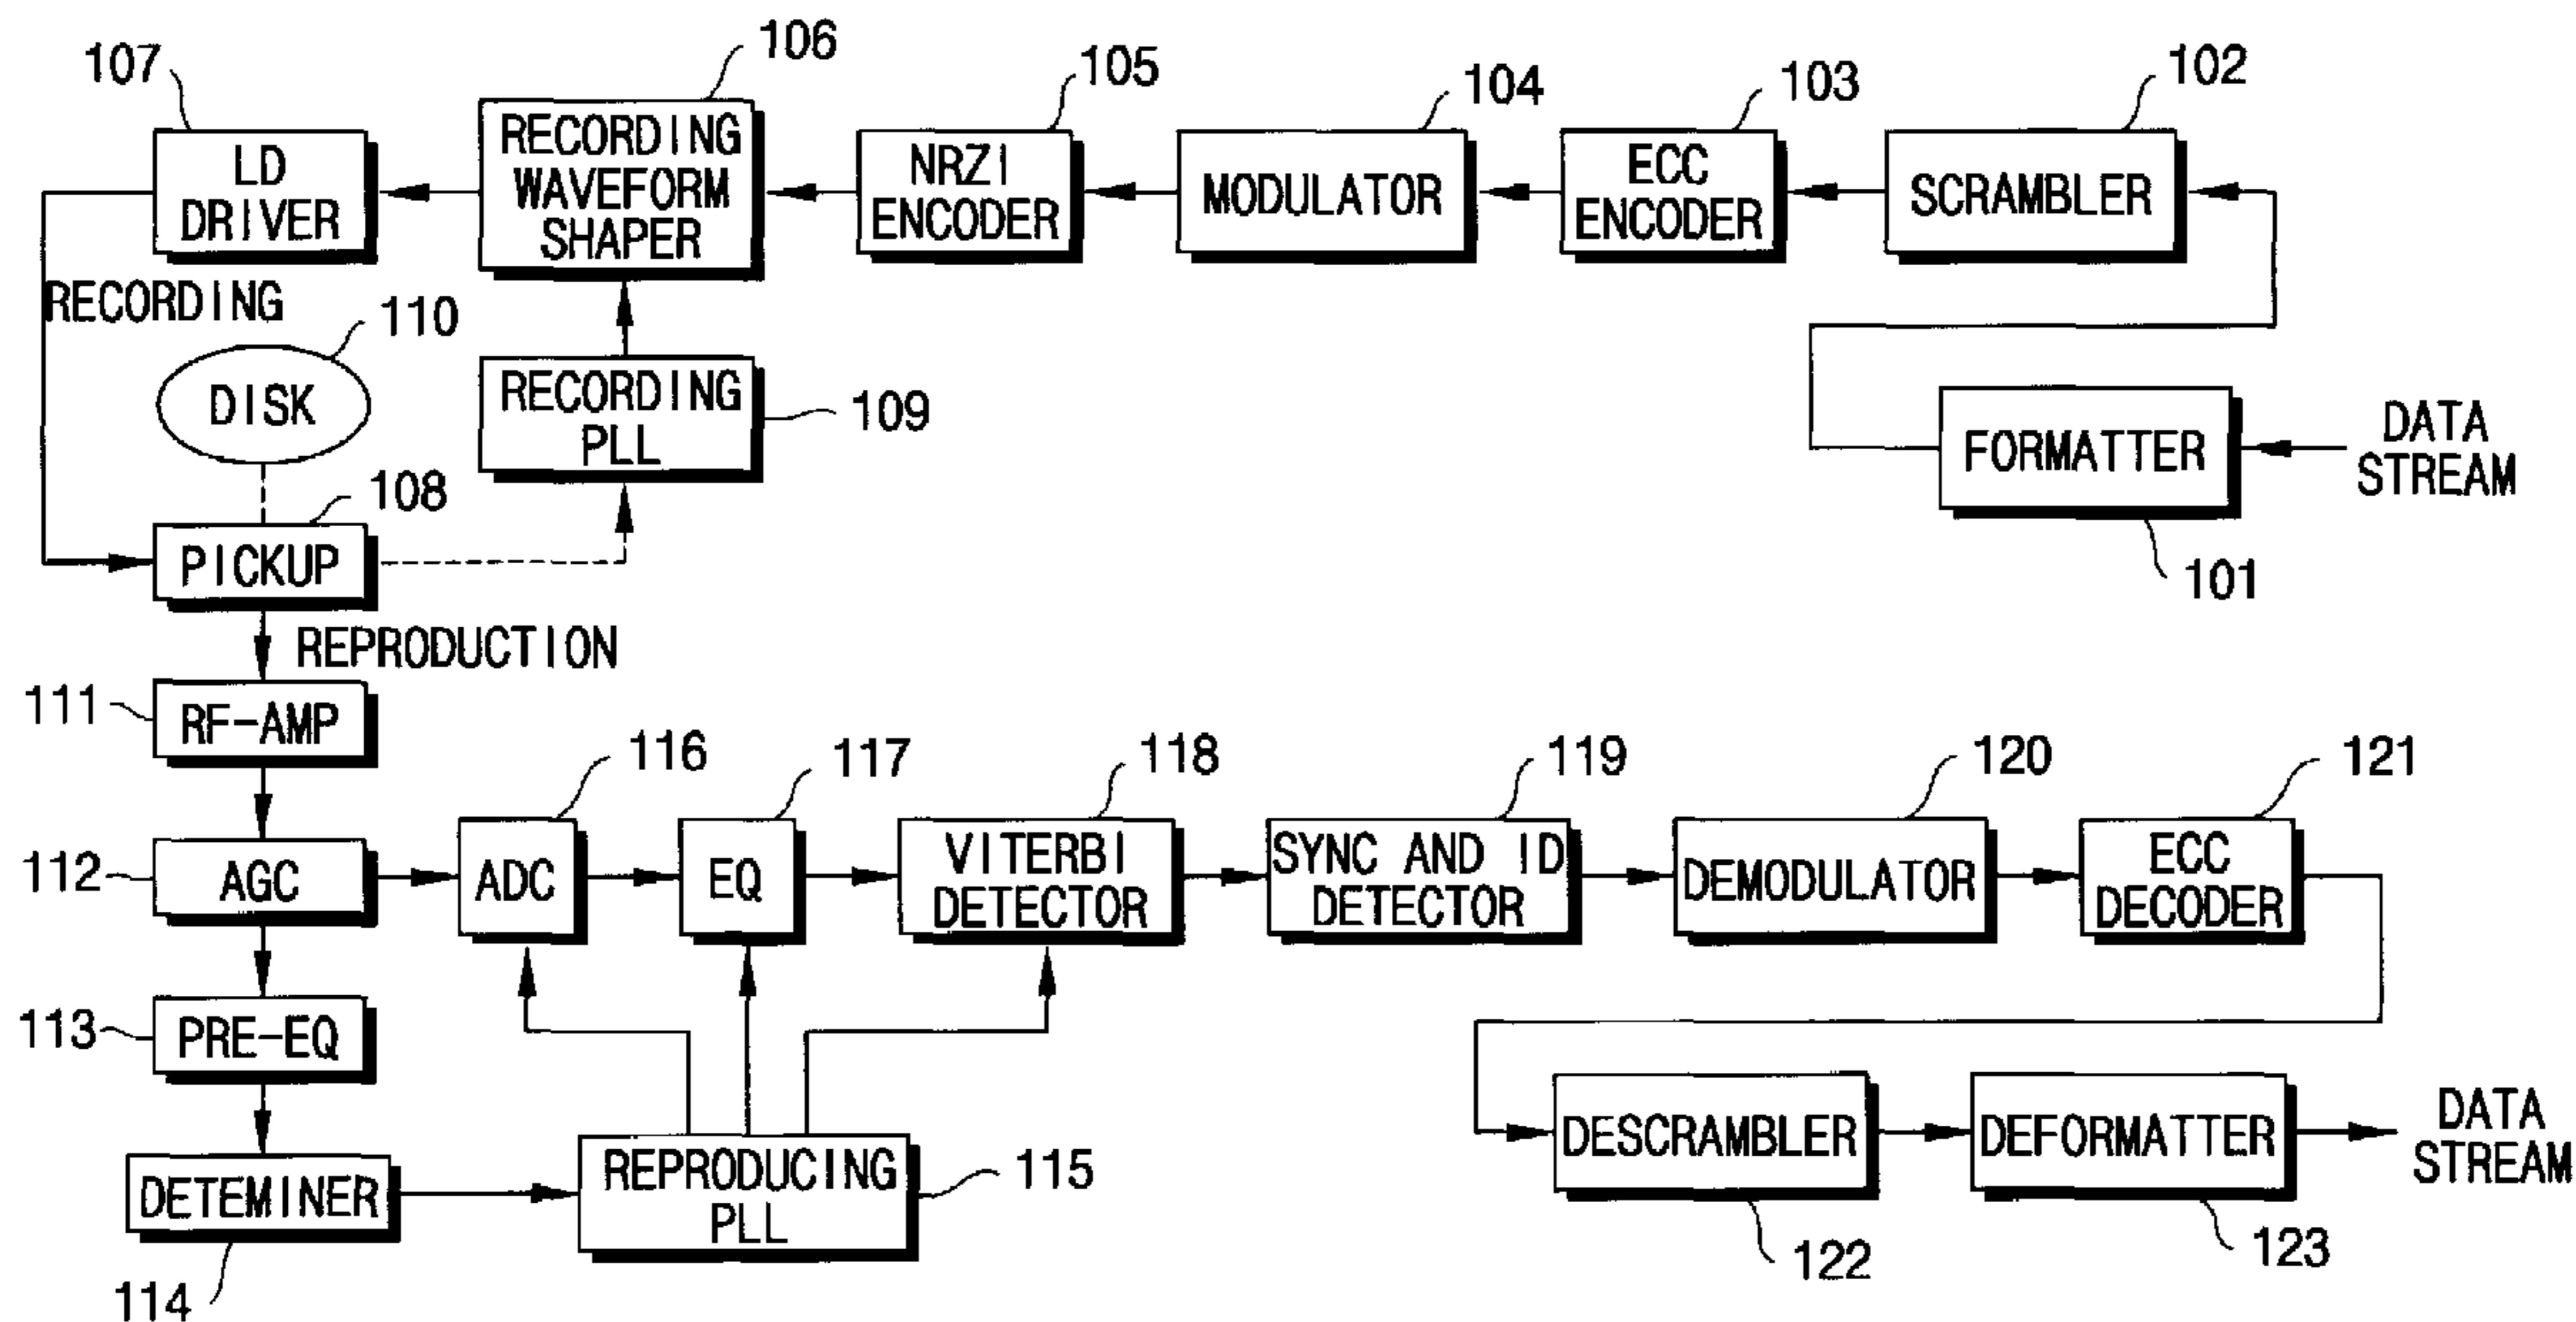 107
106
105
104
103
102
LD
DRIVER
RECORDING
WAVEFORM
SHAPER
NRZI
ENCODER
MODULATOR
ECC
ENCODER
SCRAMBLER
RECORDING
110
DISK
RECORDING
PLL
109
FORMATTER
DATA
STREAM
101
108
PICKUP
REPRODUCTION
111
RF-AMP
116
117
118
119
120
121
112
AGC
ADC
EQ
VITERBI
DETECTOR
SYNC AND ID
DETECTOR
DEMODULATOR
ECC
DECODER
113
PRE-EQ
DETEMINER
114
REPRODUCING
PLL
115
DESCRAMBLER
122
DEFORMATTER
123
DATA
STREAM